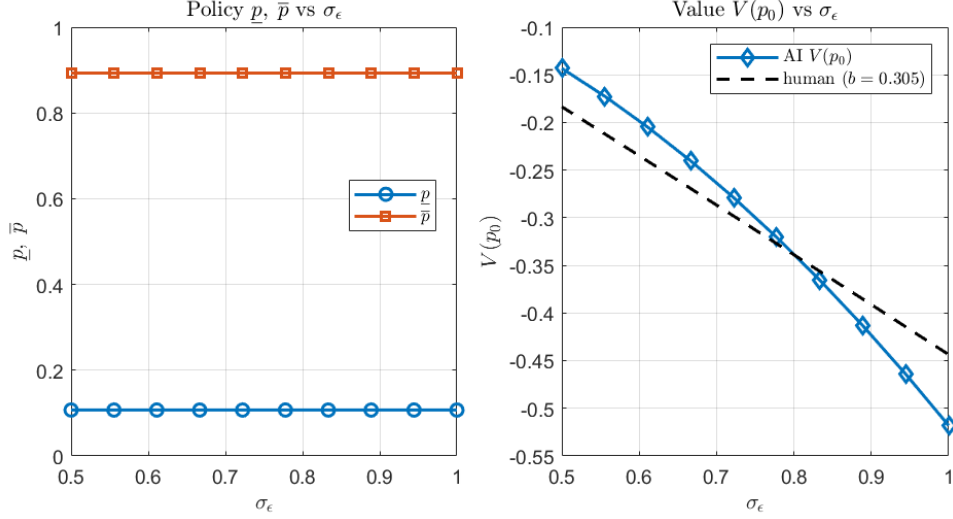 Policy p̲, p̅ vs σ_ϵ
1
0.8
0.6
0.4
0.2
0
p̲, p̅
p̲
p̅
0.5
0.6
0.7
0.8
0.9
1
σ_ϵ
Value V(p₀) vs σ_ϵ
-0.1
-0.15
-0.2
-0.25
-0.3
-0.35
-0.4
-0.45
-0.5
-0.55
V(p₀)
AI V(p₀)
human (b = 0.305)
0.5
0.6
0.7
0.8
0.9
1
σ_ϵ